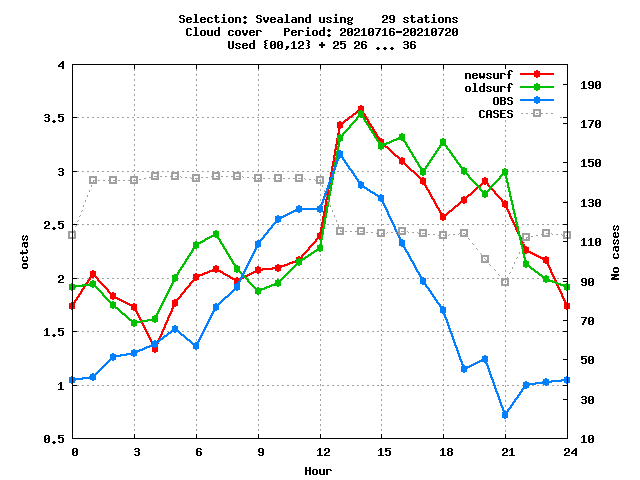 Selection: Svealand using    29 stations
Cloud cover   Period: 20210716-20210720
Used {00,12} + 25 26 ... 36
newsurf
oldsurf
OBS
CASES
4
3.5
3
2.5
2
1.5
1
0.5
190
170
150
130
110
90
70
50
30
10
octas
No cases
0 3 6 9 12 15 18 21 24
Hour